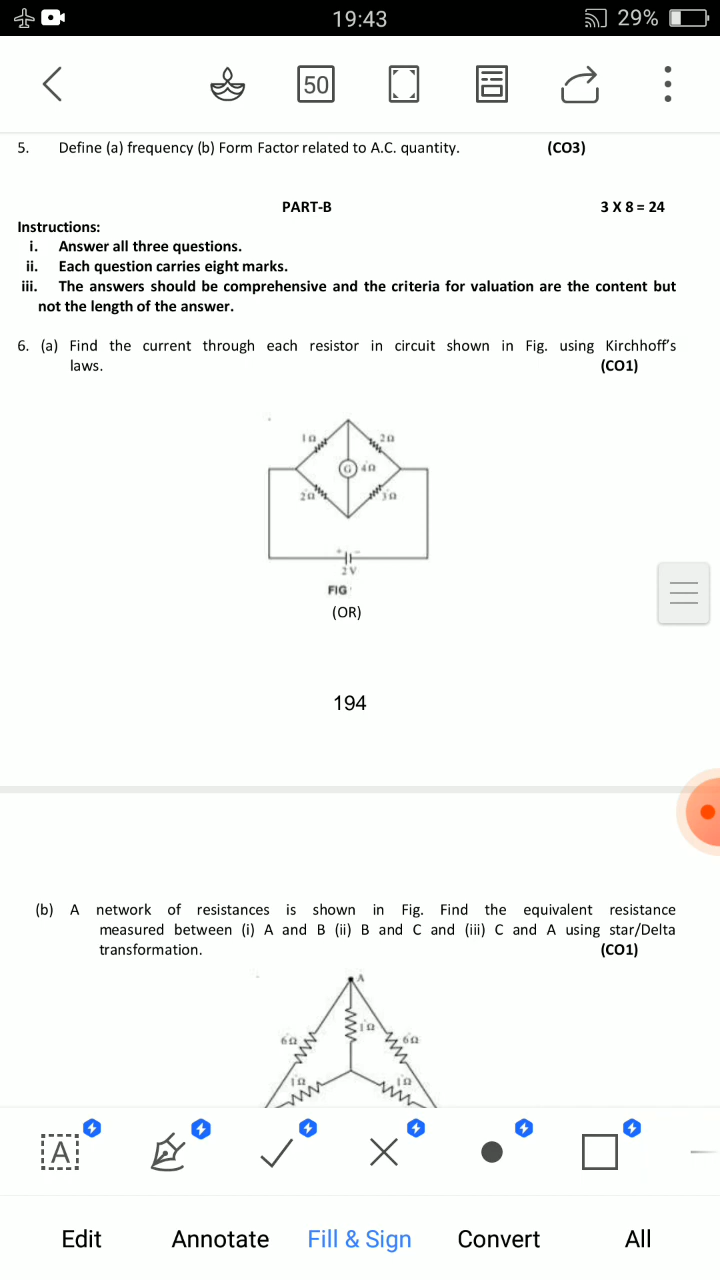 19:43
29%
50
5. Define (a) frequency (b) Form Factor related to A.C. quantity. (CO3)
PART-B 3 X 8 = 24
Instructions:
i. Answer all three questions.
ii. Each question carries eight marks.
iii. The answers should be comprehensive and the criteria for valuation are the content but
not the length of the answer.
6. (a) Find the current through each resistor in circuit shown in Fig. using Kirchhoff's
laws. (CO1)
1Ω 2Ω
G 4Ω
2Ω 3Ω
+ −
2 V
FIG
(OR)
194
(b) A network of resistances is shown in Fig. Find the equivalent resistance
measured between (i) A and B (ii) B and C and (iii) C and A using star/Delta
transformation. (CO1)
A
6Ω 1Ω 6Ω
1Ω 1Ω
A
Edit Annotate Fill & Sign Convert All